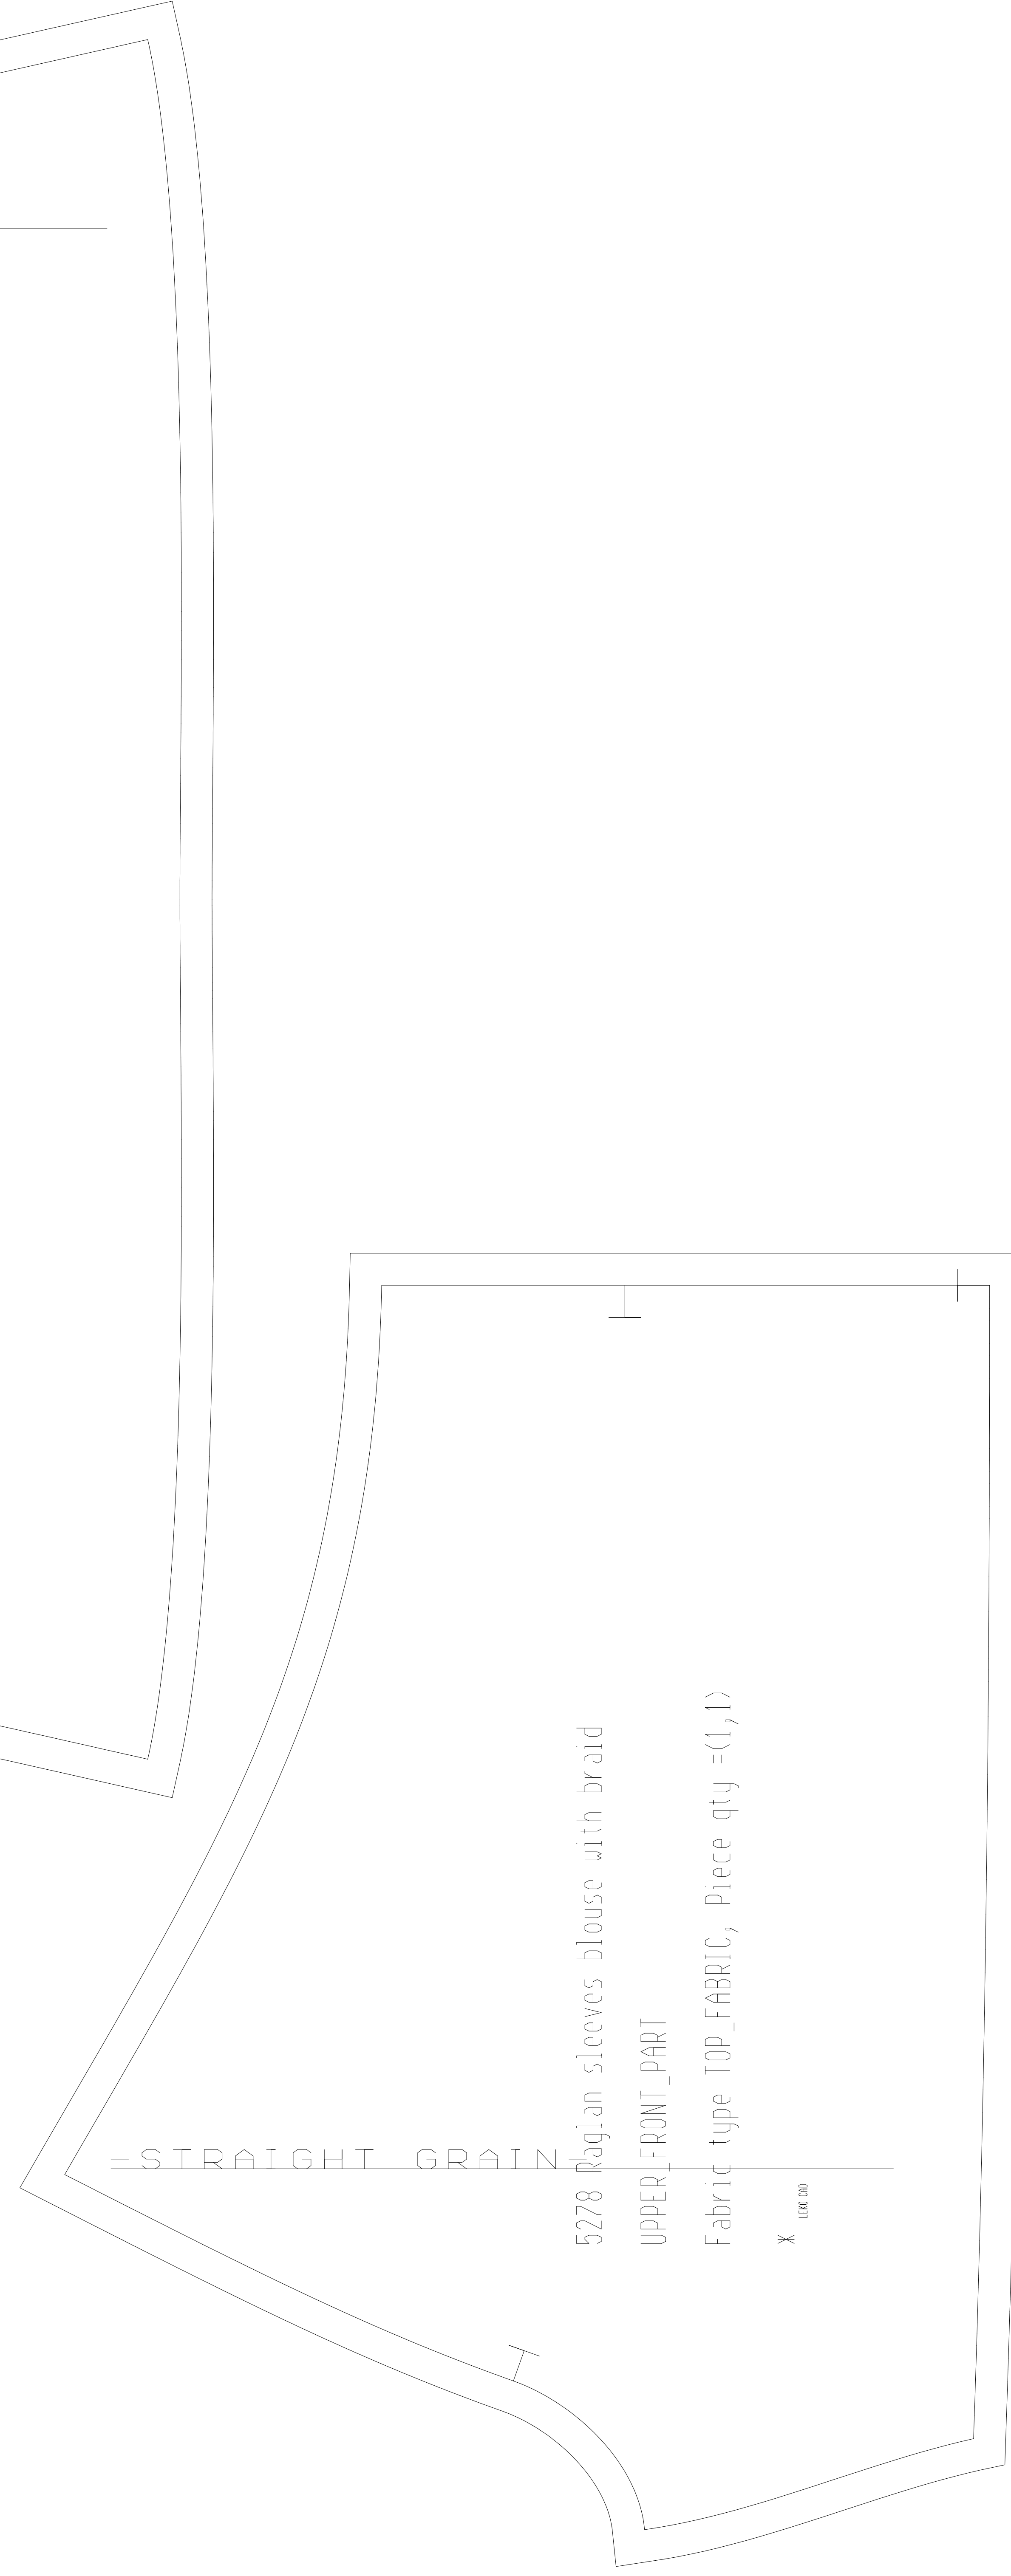 -STRAIGHT GRAIN-
5278 Raglan sleeves blouse with braid
UPPER_FRONT_PART
Fabric type TOP_FABRIC, Piece qty =(1,1)
X LEKO CAD